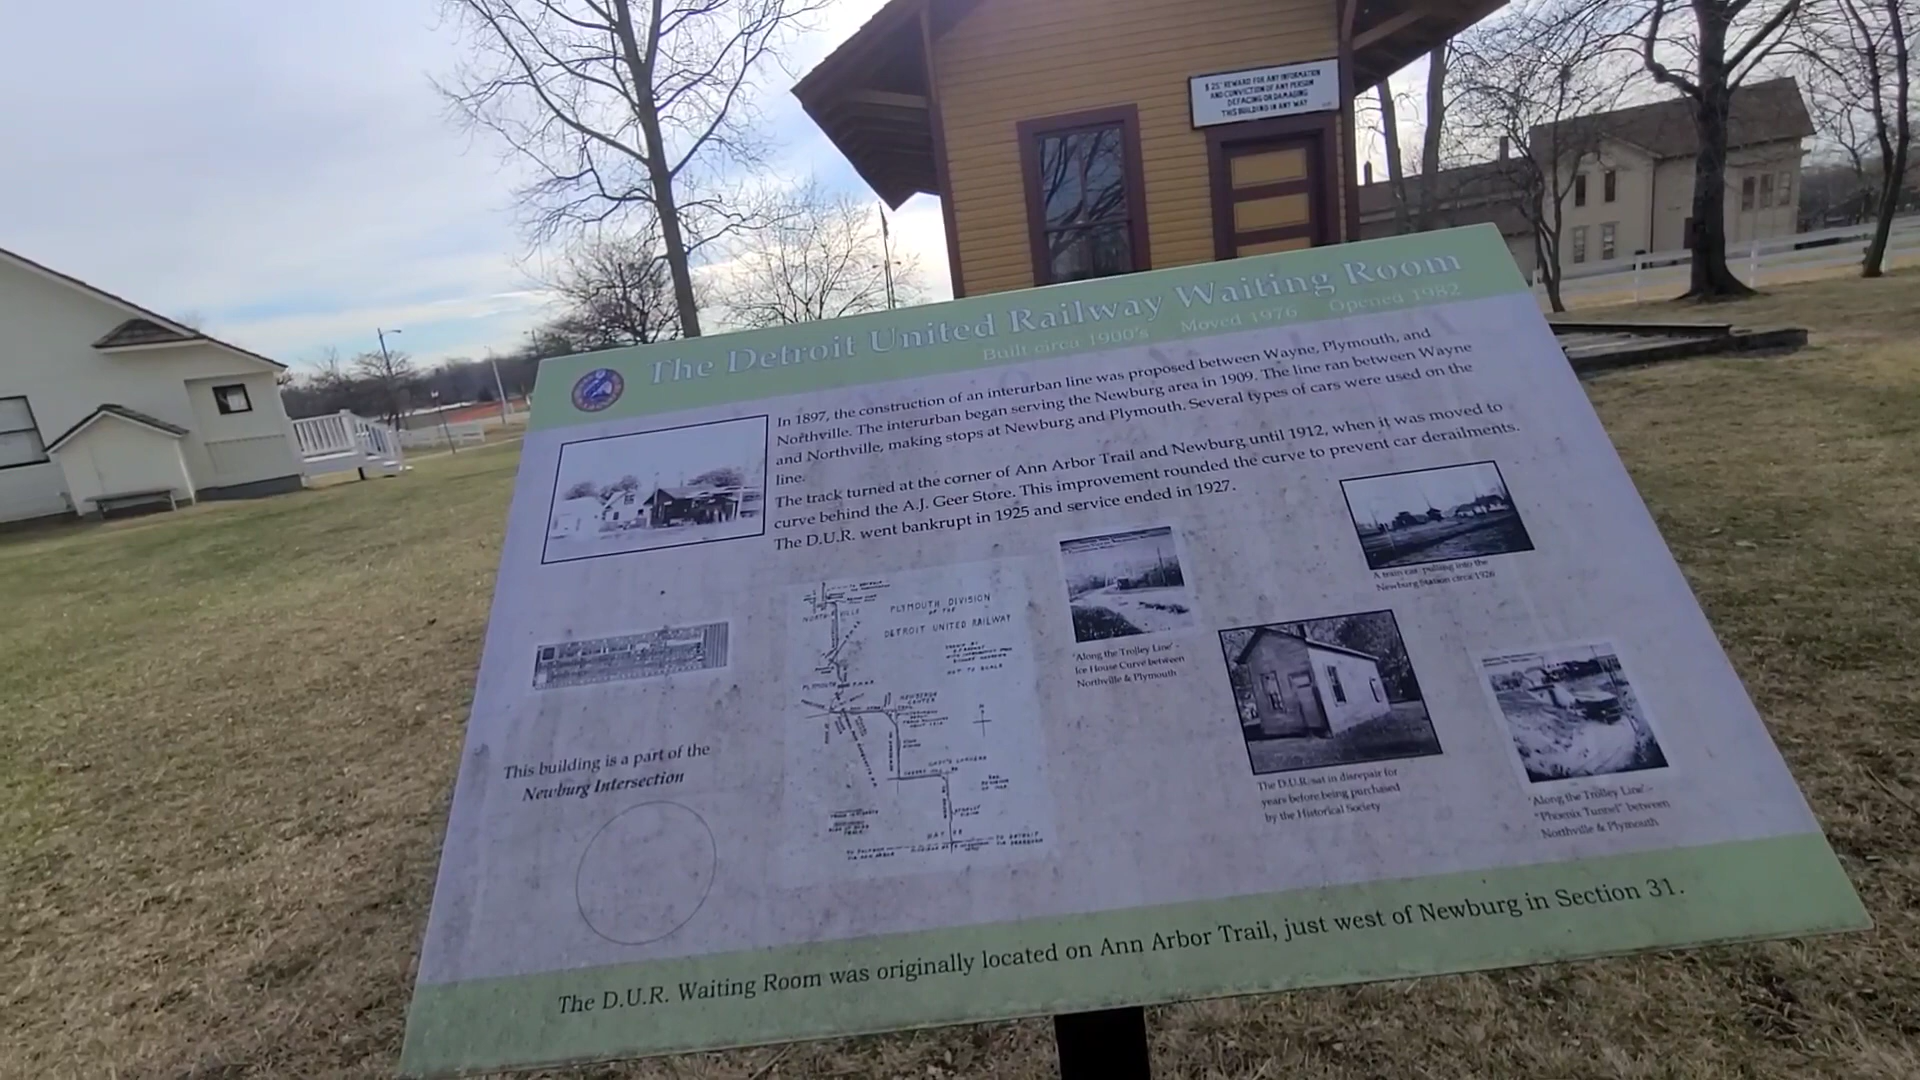 $25 REWARD FOR ANY INFORMATION
AND CONVICTION OF ANY PERSON
DEFACING OR DAMAGING
THIS BUILDING IN ANY WAY
The Detroit United Railway Waiting Room
Built circa 1900's Moved 1976 Opened 1982
In 1897, the construction of an interurban line was proposed between Wayne, Plymouth, and
Northville. The interurban began serving the Newburg area in 1909. The line ran between Wayne
and Northville, making stops at Newburg and Plymouth. Several types of cars were used on the
line.
The track turned at the corner of Ann Arbor Trail and Newburg until 1912, when it was moved to
curve behind the A.J. Geer Store. This improvement rounded the curve to prevent car derailments.
The D.U.R. went bankrupt in 1925 and service ended in 1927.
A train car pulling into the
Newburg Station circa 1926
PLYMOUTH DIVISION
OF THE
DETROIT UNITED RAILWAY
NOT TO SCALE
NORTHVILLE
PLYMOUTH
NEWBURG
CENTER
WAYNE
"Along the Trolley Line" -
Ice House Curve between
Northville & Plymouth
The D.U.R. sat in disrepair for
years before being purchased
by the Historical Society
"Along the Trolley Line" -
"Phoenix Tunnel" between
Northville & Plymouth
This building is a part of the
Newburg Intersection
The D.U.R. Waiting Room was originally located on Ann Arbor Trail, just west of Newburg in Section 31.